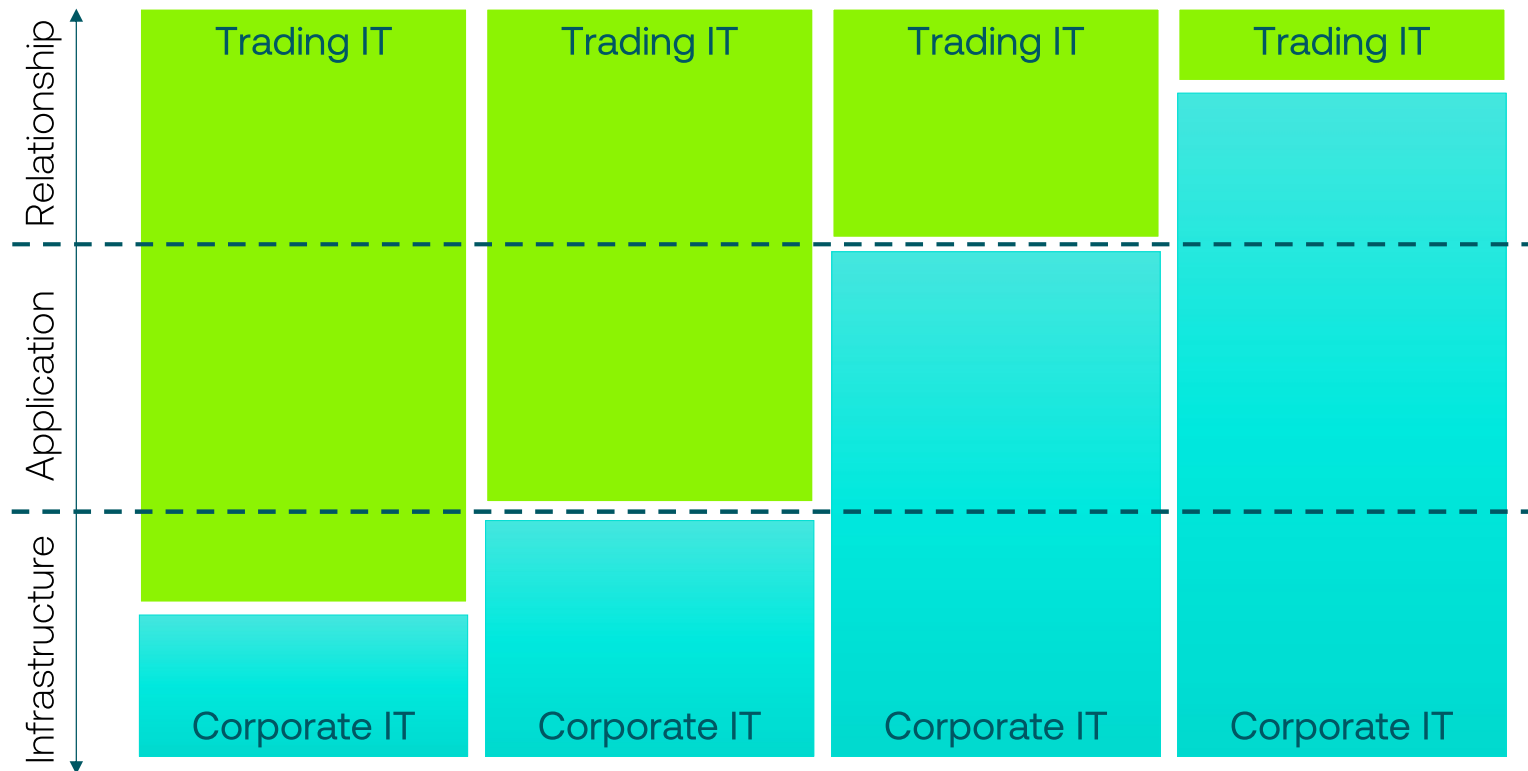 Relationship
Application
Infrastructure
Trading IT
Trading IT
Trading IT
Trading IT
Corporate IT
Corporate IT
Corporate IT
Corporate IT